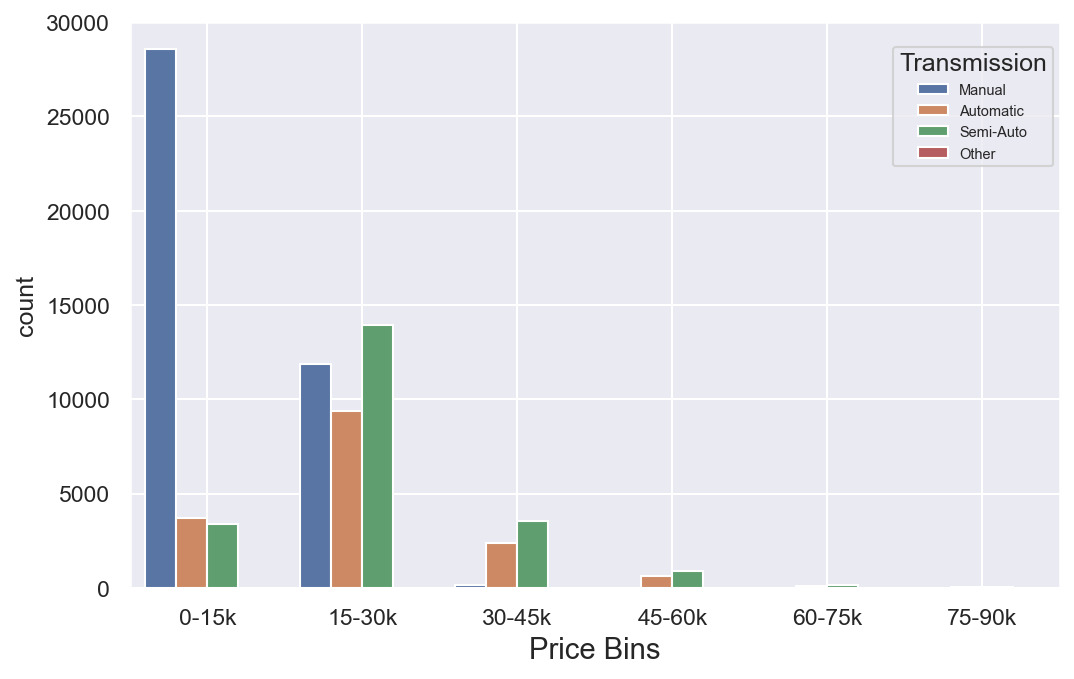 30000
25000
20000
15000
10000
5000
0
count
Transmission
Manual
Automatic
Semi-Auto
Other
0-15k 15-30k 30-45k 45-60k 60-75k 75-90k
Price Bins